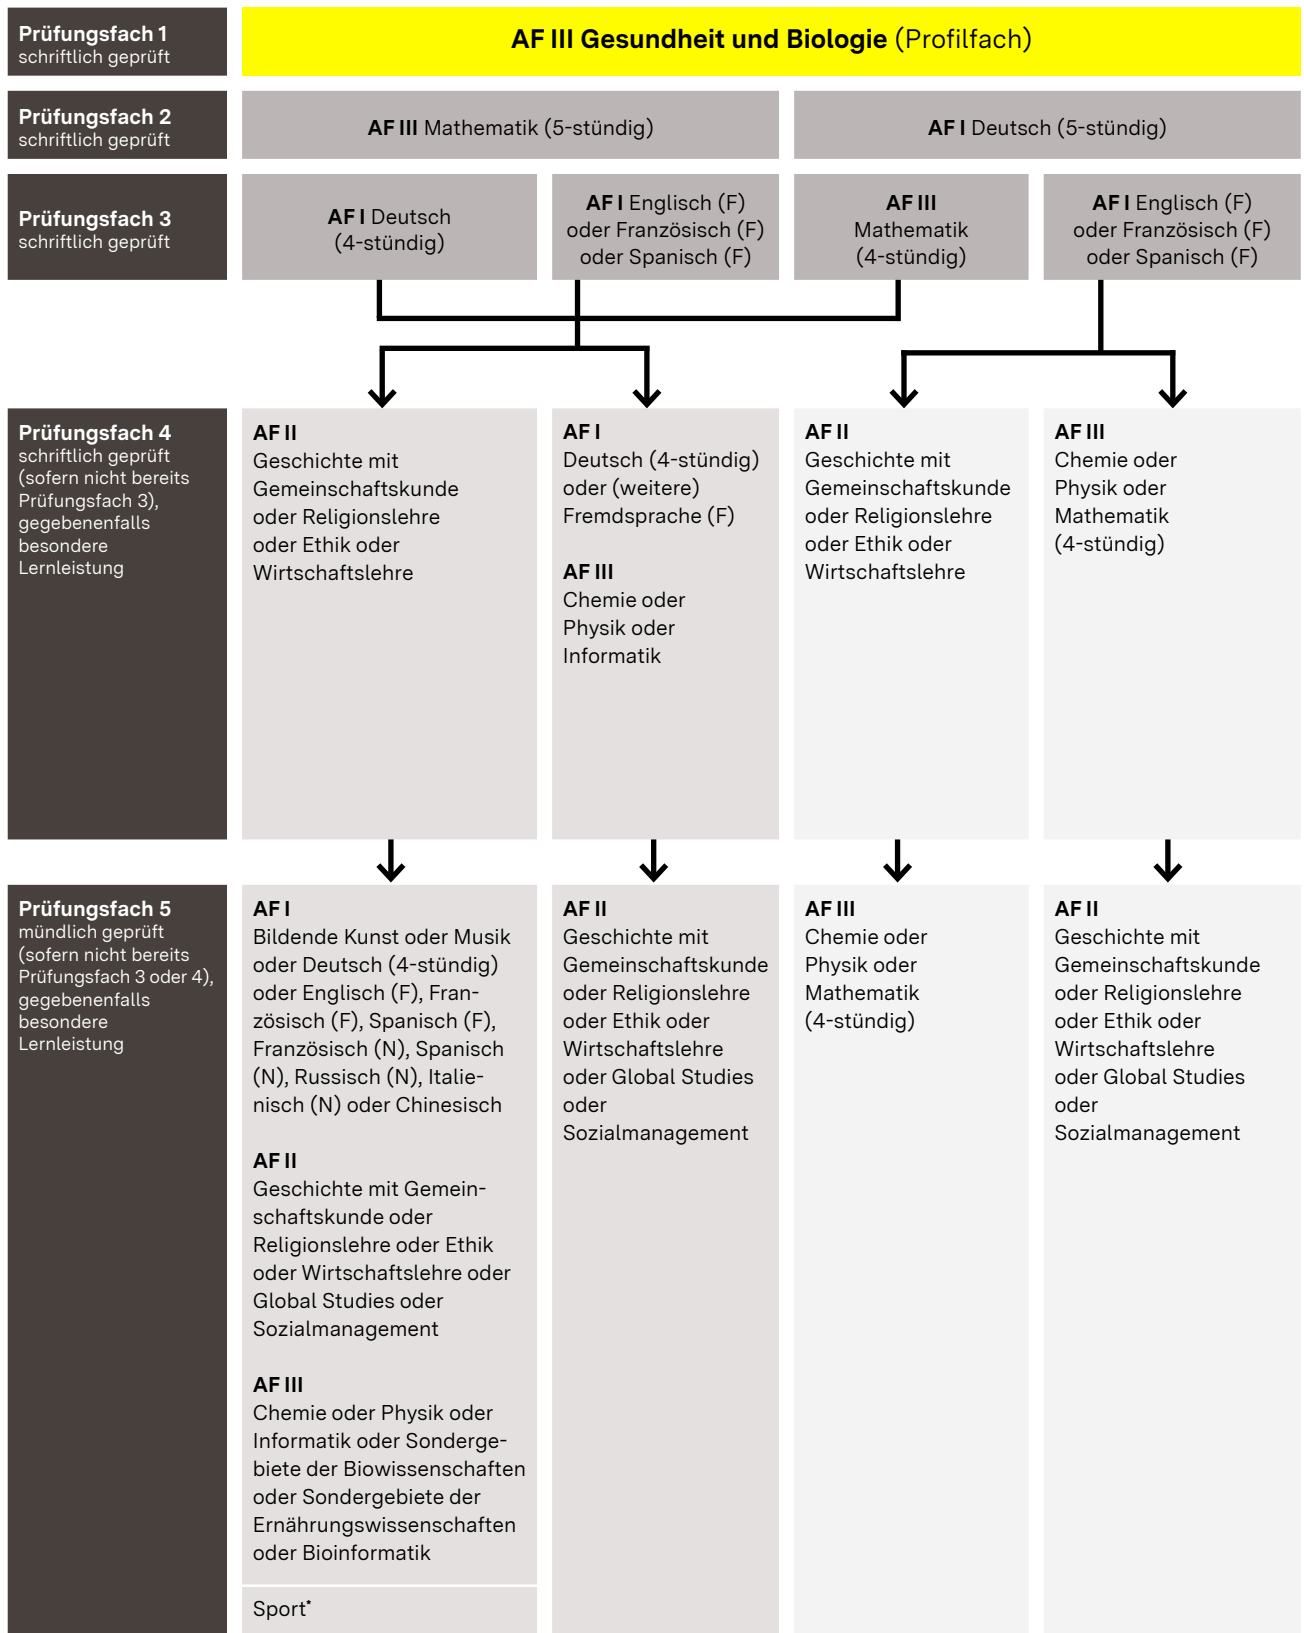 Prüfungsfach 1
schriftlich geprüft
AF III Gesundheit und Biologie (Profilfach)
Prüfungsfach 2
schriftlich geprüft
AF III Mathematik (5-stündig)
AF I Deutsch (5-stündig)
Prüfungsfach 3
schriftlich geprüft
AF I Deutsch
(4-stündig)
AF I Englisch (F)
oder Französisch (F)
oder Spanisch (F)
AF III
Mathematik
(4-stündig)
AF I Englisch (F)
oder Französisch (F)
oder Spanisch (F)
Prüfungsfach 4
schriftlich geprüft
(sofern nicht bereits
Prüfungsfach 3),
gegebenenfalls
besondere
Lernleistung
AF II
Geschichte mit
Gemeinschaftskunde
oder Religionslehre
oder Ethik oder
Wirtschaftslehre
AF I
Deutsch (4-stündig)
oder (weitere)
Fremdsprache (F)
AF III
Chemie oder
Physik oder
Informatik
AF II
Geschichte mit
Gemeinschaftskunde
oder Religionslehre
oder Ethik oder
Wirtschaftslehre
AF III
Chemie oder
Physik oder
Mathematik
(4-stündig)
Prüfungsfach 5
mündlich geprüft
(sofern nicht bereits
Prüfungsfach 3 oder 4),
gegebenenfalls
besondere
Lernleistung
AF I
Bildende Kunst oder Musik
oder Deutsch (4-stündig)
oder Englisch (F), Fran-
zösisch (F), Spanisch (F),
Französisch (N), Spanisch
(N), Russisch (N), Italie-
nisch (N) oder Chinesisch
AF II
Geschichte mit Gemein-
schaftskunde oder
Religionslehre oder Ethik
oder Wirtschaftslehre oder
Global Studies oder
Sozialmanagement
AF III
Chemie oder Physik oder
Informatik oder Sonderge-
biete der Biowissenschaften
oder Sondergebiete der
Ernährungswissenschaften
oder Bioinformatik
Sport*
AF II
Geschichte mit
Gemeinschaftskunde
oder Religionslehre
oder Ethik oder
Wirtschaftslehre
oder Global Studies
oder
Sozialmanagement
AF III
Chemie oder
Physik oder
Mathematik
(4-stündig)
AF II
Geschichte mit
Gemeinschaftskunde
oder Religionslehre
oder Ethik oder
Wirtschaftslehre
oder Global Studies
oder
Sozialmanagement